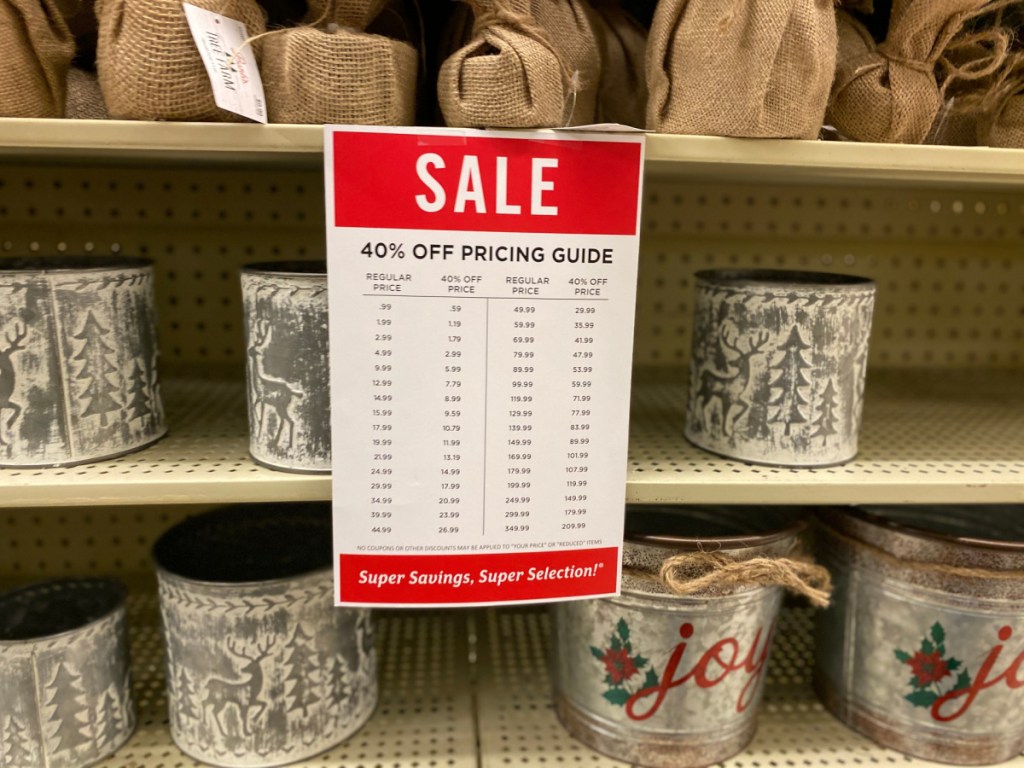 TREE FARM
SALE
40% OFF PRICING GUIDE
REGULAR PRICE 40% OFF PRICE REGULAR PRICE 40% OFF PRICE
.99 .59 49.99 29.99
1.99 1.19 59.99 35.99
2.99 1.79 69.99 41.99
4.99 2.99 79.99 47.99
9.99 5.99 89.99 53.99
12.99 7.79 99.99 59.99
14.99 8.99 119.99 71.99
15.99 9.59 129.99 77.99
17.99 10.79 139.99 83.99
19.99 11.99 149.99 89.99
21.99 13.19 169.99 101.99
24.99 14.99 179.99 107.99
29.99 17.99 199.99 119.99
34.99 20.99 249.99 149.99
39.99 23.99 299.99 179.99
44.99 26.99 349.99 209.99
NO COUPONS OR OTHER DISCOUNTS MAY BE APPLIED TO "YOUR PRICE" OR "REDUCED" ITEMS
Super Savings, Super Selection!®
joy
jo